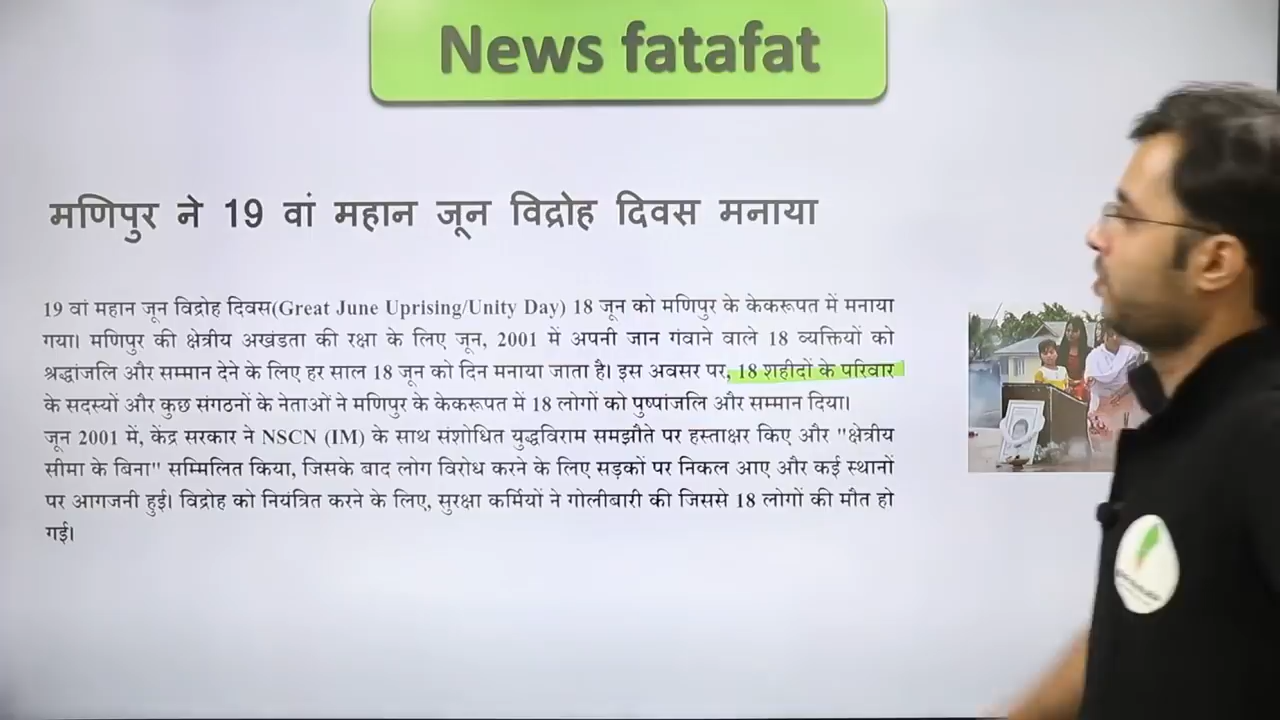 News fatafat
मणिपुर ने 19 वां महान जून विद्रोह दिवस मनाया
19 वां महान जून विद्रोह दिवस(Great June Uprising/Unity Day) 18 जून को मणिपुर के केकरूपत में मनाया
गया। मणिपुर की क्षेत्रीय अखंडता की रक्षा के लिए जून, 2001 में अपनी जान गंवाने वाले 18 व्यक्तियों को
श्रद्धांजलि और सम्मान देने के लिए हर साल 18 जून को दिन मनाया जाता है। इस अवसर पर, 18 शहीदों के परिवार
के सदस्यों और कुछ संगठनों के नेताओं ने मणिपुर के केकरूपत में 18 लोगों को पुष्पांजलि और सम्मान दिया।
जून 2001 में, केंद्र सरकार ने NSCN (IM) के साथ संशोधित युद्धविराम समझौते पर हस्ताक्षर किए और "क्षेत्रीय
सीमा के बिना" सम्मिलित किया, जिसके बाद लोग विरोध करने के लिए सड़कों पर निकल आए और कई स्थानों
पर आगजनी हुई। विद्रोह को नियंत्रित करने के लिए, सुरक्षा कर्मियों ने गोलीबारी की जिससे 18 लोगों की मौत हो
गई।